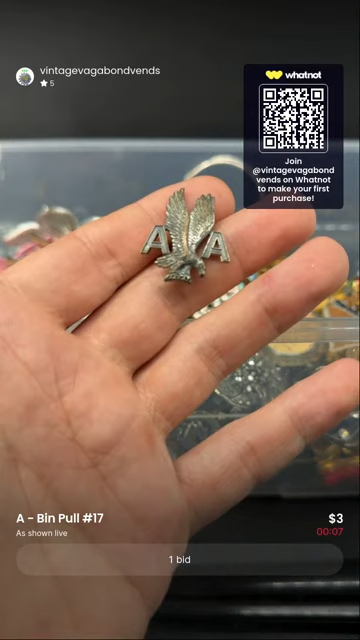 vintagevagabondvends
5
whatnot
Join
@vintagevagabond
vends on Whatnot
to make your first
purchase!
A A
A - Bin Pull #17
$3
As shown live
00:07
1 bid